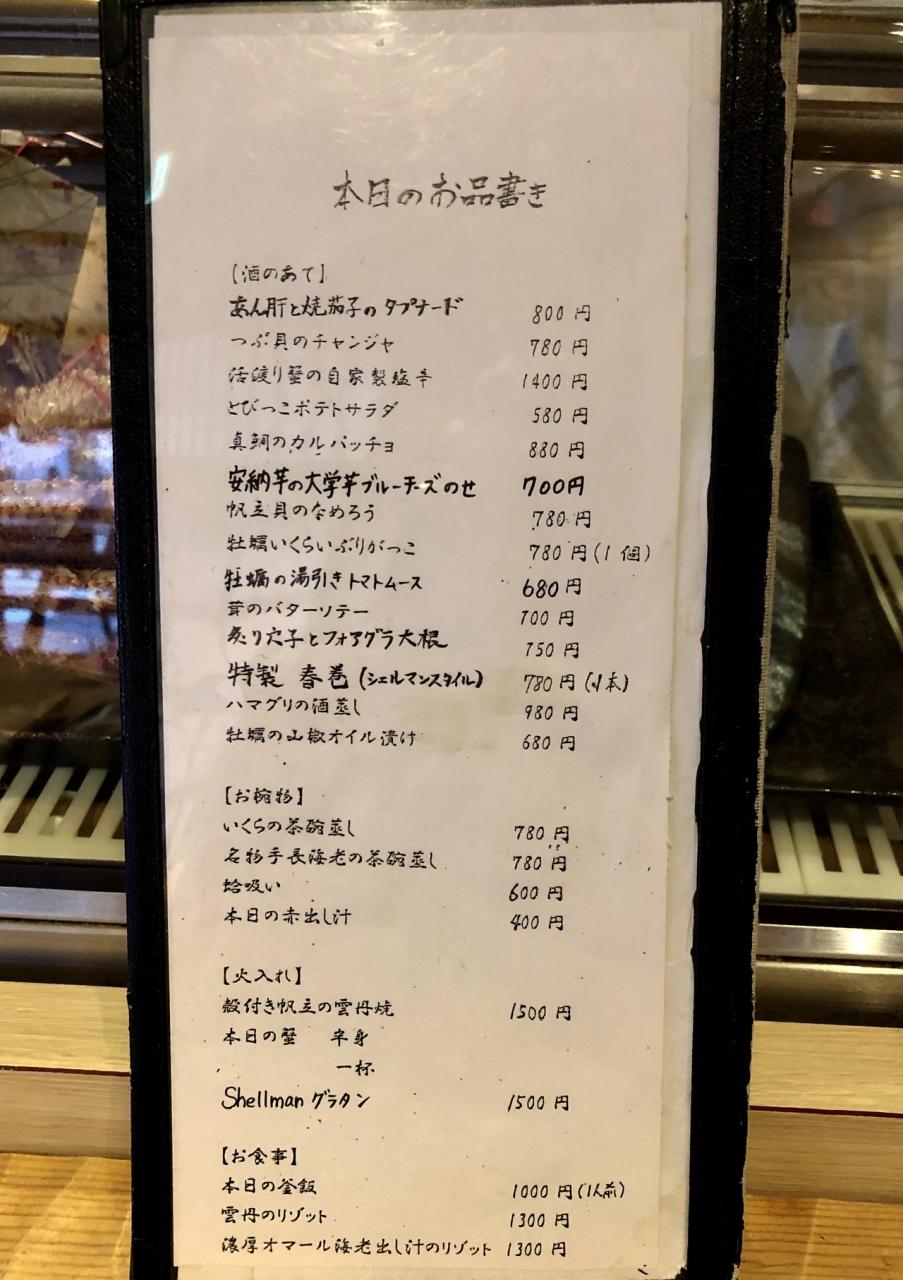 本日のお品書き
【酒のあて】
あん肝と焼茄子のタプナード 800円
つぶ貝のチャンジャ 780円
活渡り蟹の自家製塩辛 1400円
とびっこポテトサラダ 580円
真鯛のカルパッチョ 880円
安納芋の大学芋ブルーチーズのせ 700円
帆立貝のなめろう 780円
牡蠣いくらいぶりがっこ 780円(1個)
牡蠣の湯引きトマトムース 680円
茸のバターソテー 700円
炙り穴子とフォアグラ大根 750円
特製 春巻(シェルマンスタイル) 780円(1本)
ハマグリの酒蒸し 980円
牡蠣の山椒オイル漬け 680円
【お椀物】
いくらの茶碗蒸し 780円
名物手長海老の茶碗蒸し 780円
蛤吸い 600円
本日の赤出し汁 400円
【火入れ】
殻付き帆立の雲丹焼 1500円
本日の蟹 半身
一杯
Shellman グラタン 1500円
【お食事】
本日の釜飯 1000円(1人前)
雲丹のリゾット 1300円
濃厚オマール海老出し汁のリゾット 1300円